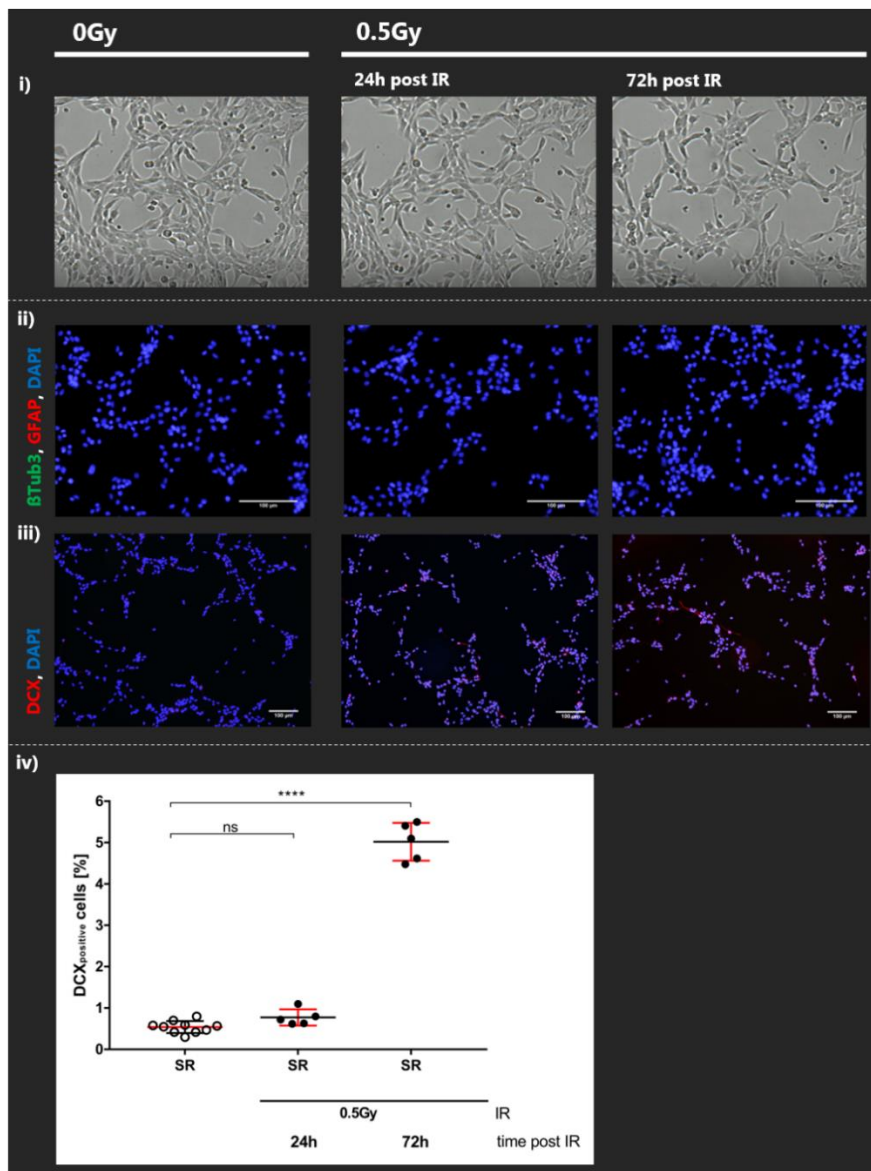 0Gy
0.5Gy
i)
24h post IR
72h post IR
ii)
ßTub3, GFAP, DAPI
100 µm
100 µm
100 µm
iii)
DCX, DAPI
100 µm
100 µm
100 µm
iv)
****
ns
6
5
4
3
2
1
0
DCXpositive cells [%]
SR
SR
SR
0.5Gy
IR
24h
72h
time post IR